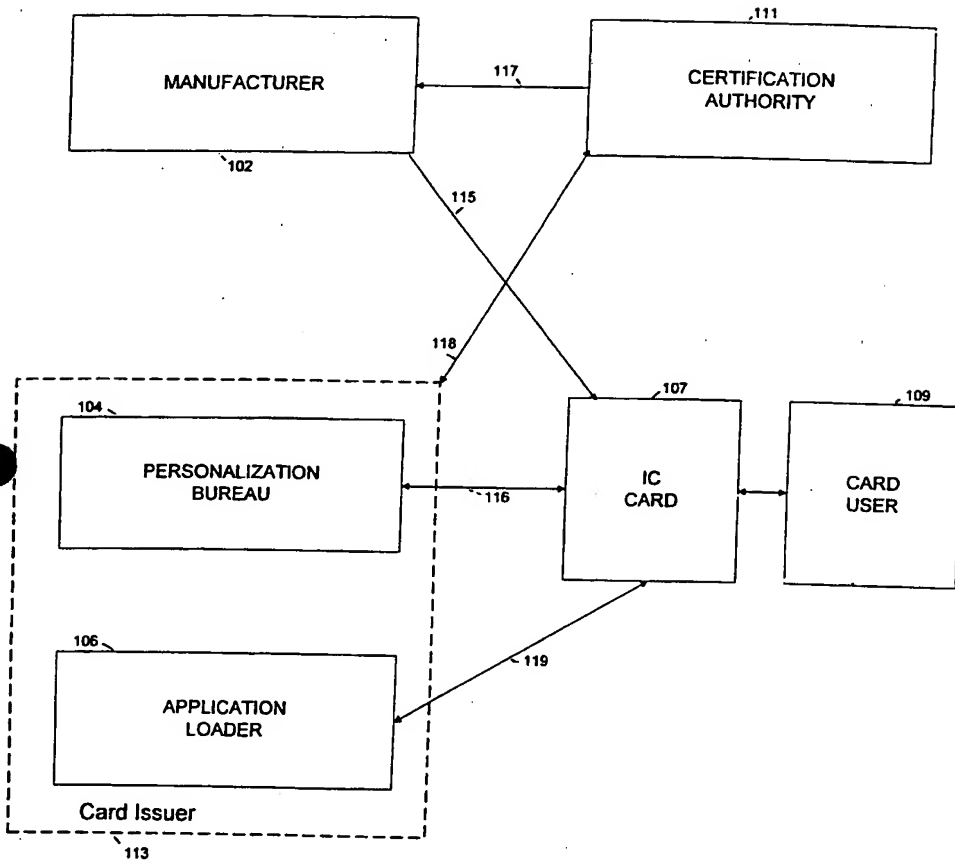 111
MANUFACTURER
117
CERTIFICATION
AUTHORITY
102
115
118
104
107
109
PERSONALIZATION
BUREAU
116
IC
CARD
CARD
USER
106
119
APPLICATION
LOADER
Card Issuer
113